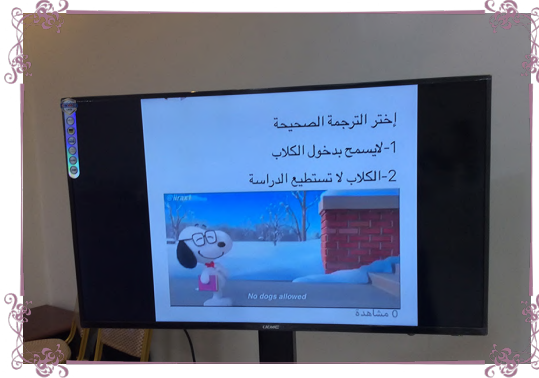 إختر الترجمة الصحيحة
1-لايسمح بدخول الكلاب
2-الكلاب لا تستطيع الدراسة
No dogs allowed
0 مشاهدة